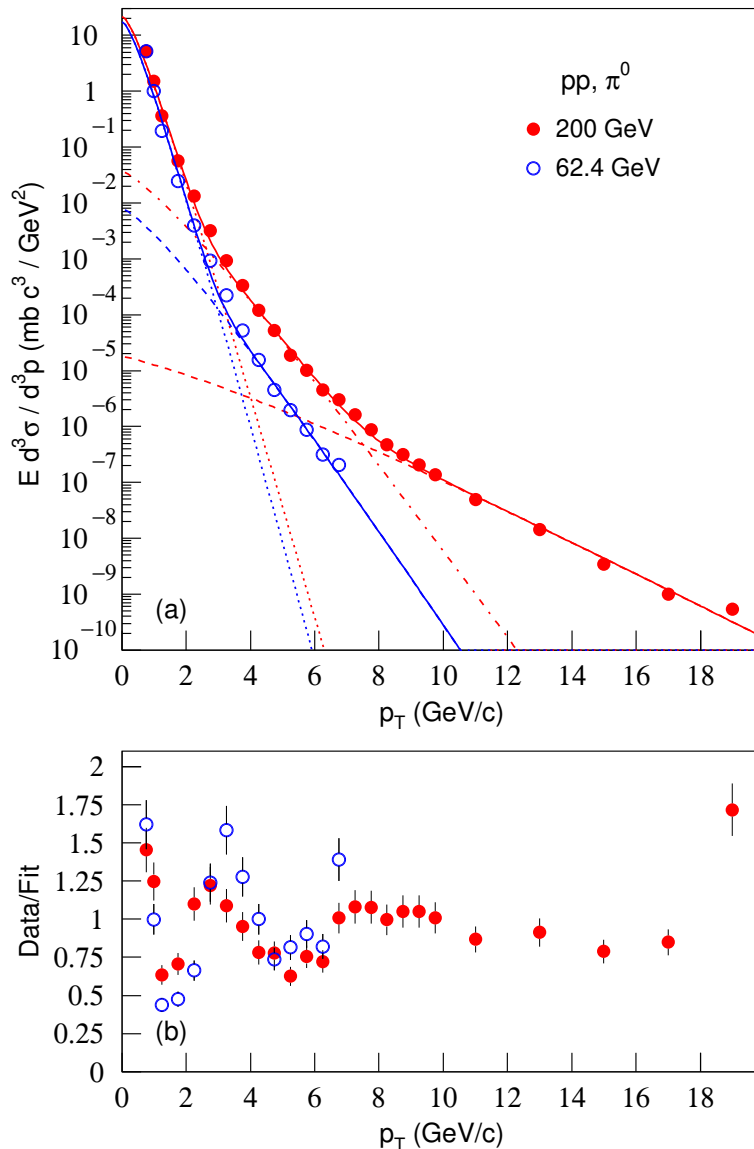 10
1
10⁻¹
10⁻²
10⁻³
10⁻⁴
10⁻⁵
10⁻⁶
10⁻⁷
10⁻⁸
10⁻⁹
10⁻¹⁰
E d³σ / d³p (mb c³ / GeV²)
pp, π⁰
200 GeV
62.4 GeV
(a)
0 2 4 6 8 10 12 14 16 18
p_T (GeV/c)
2
1.75
1.5
1.25
1
0.75
0.5
0.25
0
Data/Fit
(b)
0 2 4 6 8 10 12 14 16 18
p_T (GeV/c)